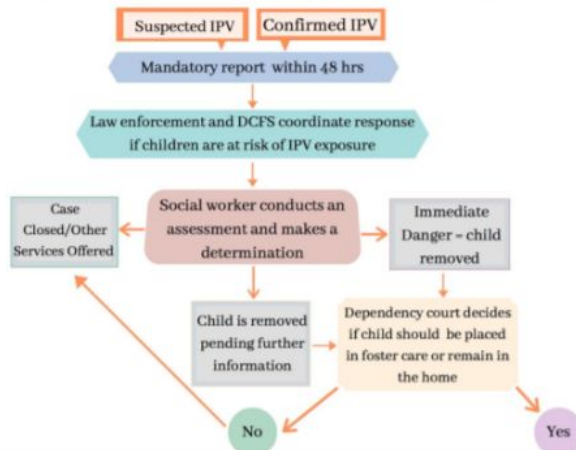 Suspected IPV
Confirmed IPV
Mandatory report within 48 hrs
Law enforcement and DCFS coordinate response
if children are at risk of IPV exposure
Case
Closed/Other
Services Offered
Social worker conducts an
assessment and makes a
determination
Immediate
Danger = child
removed
Child is removed
pending further
information
Dependency court decides
if child should be placed
in foster care or remain in
the home
No
Yes